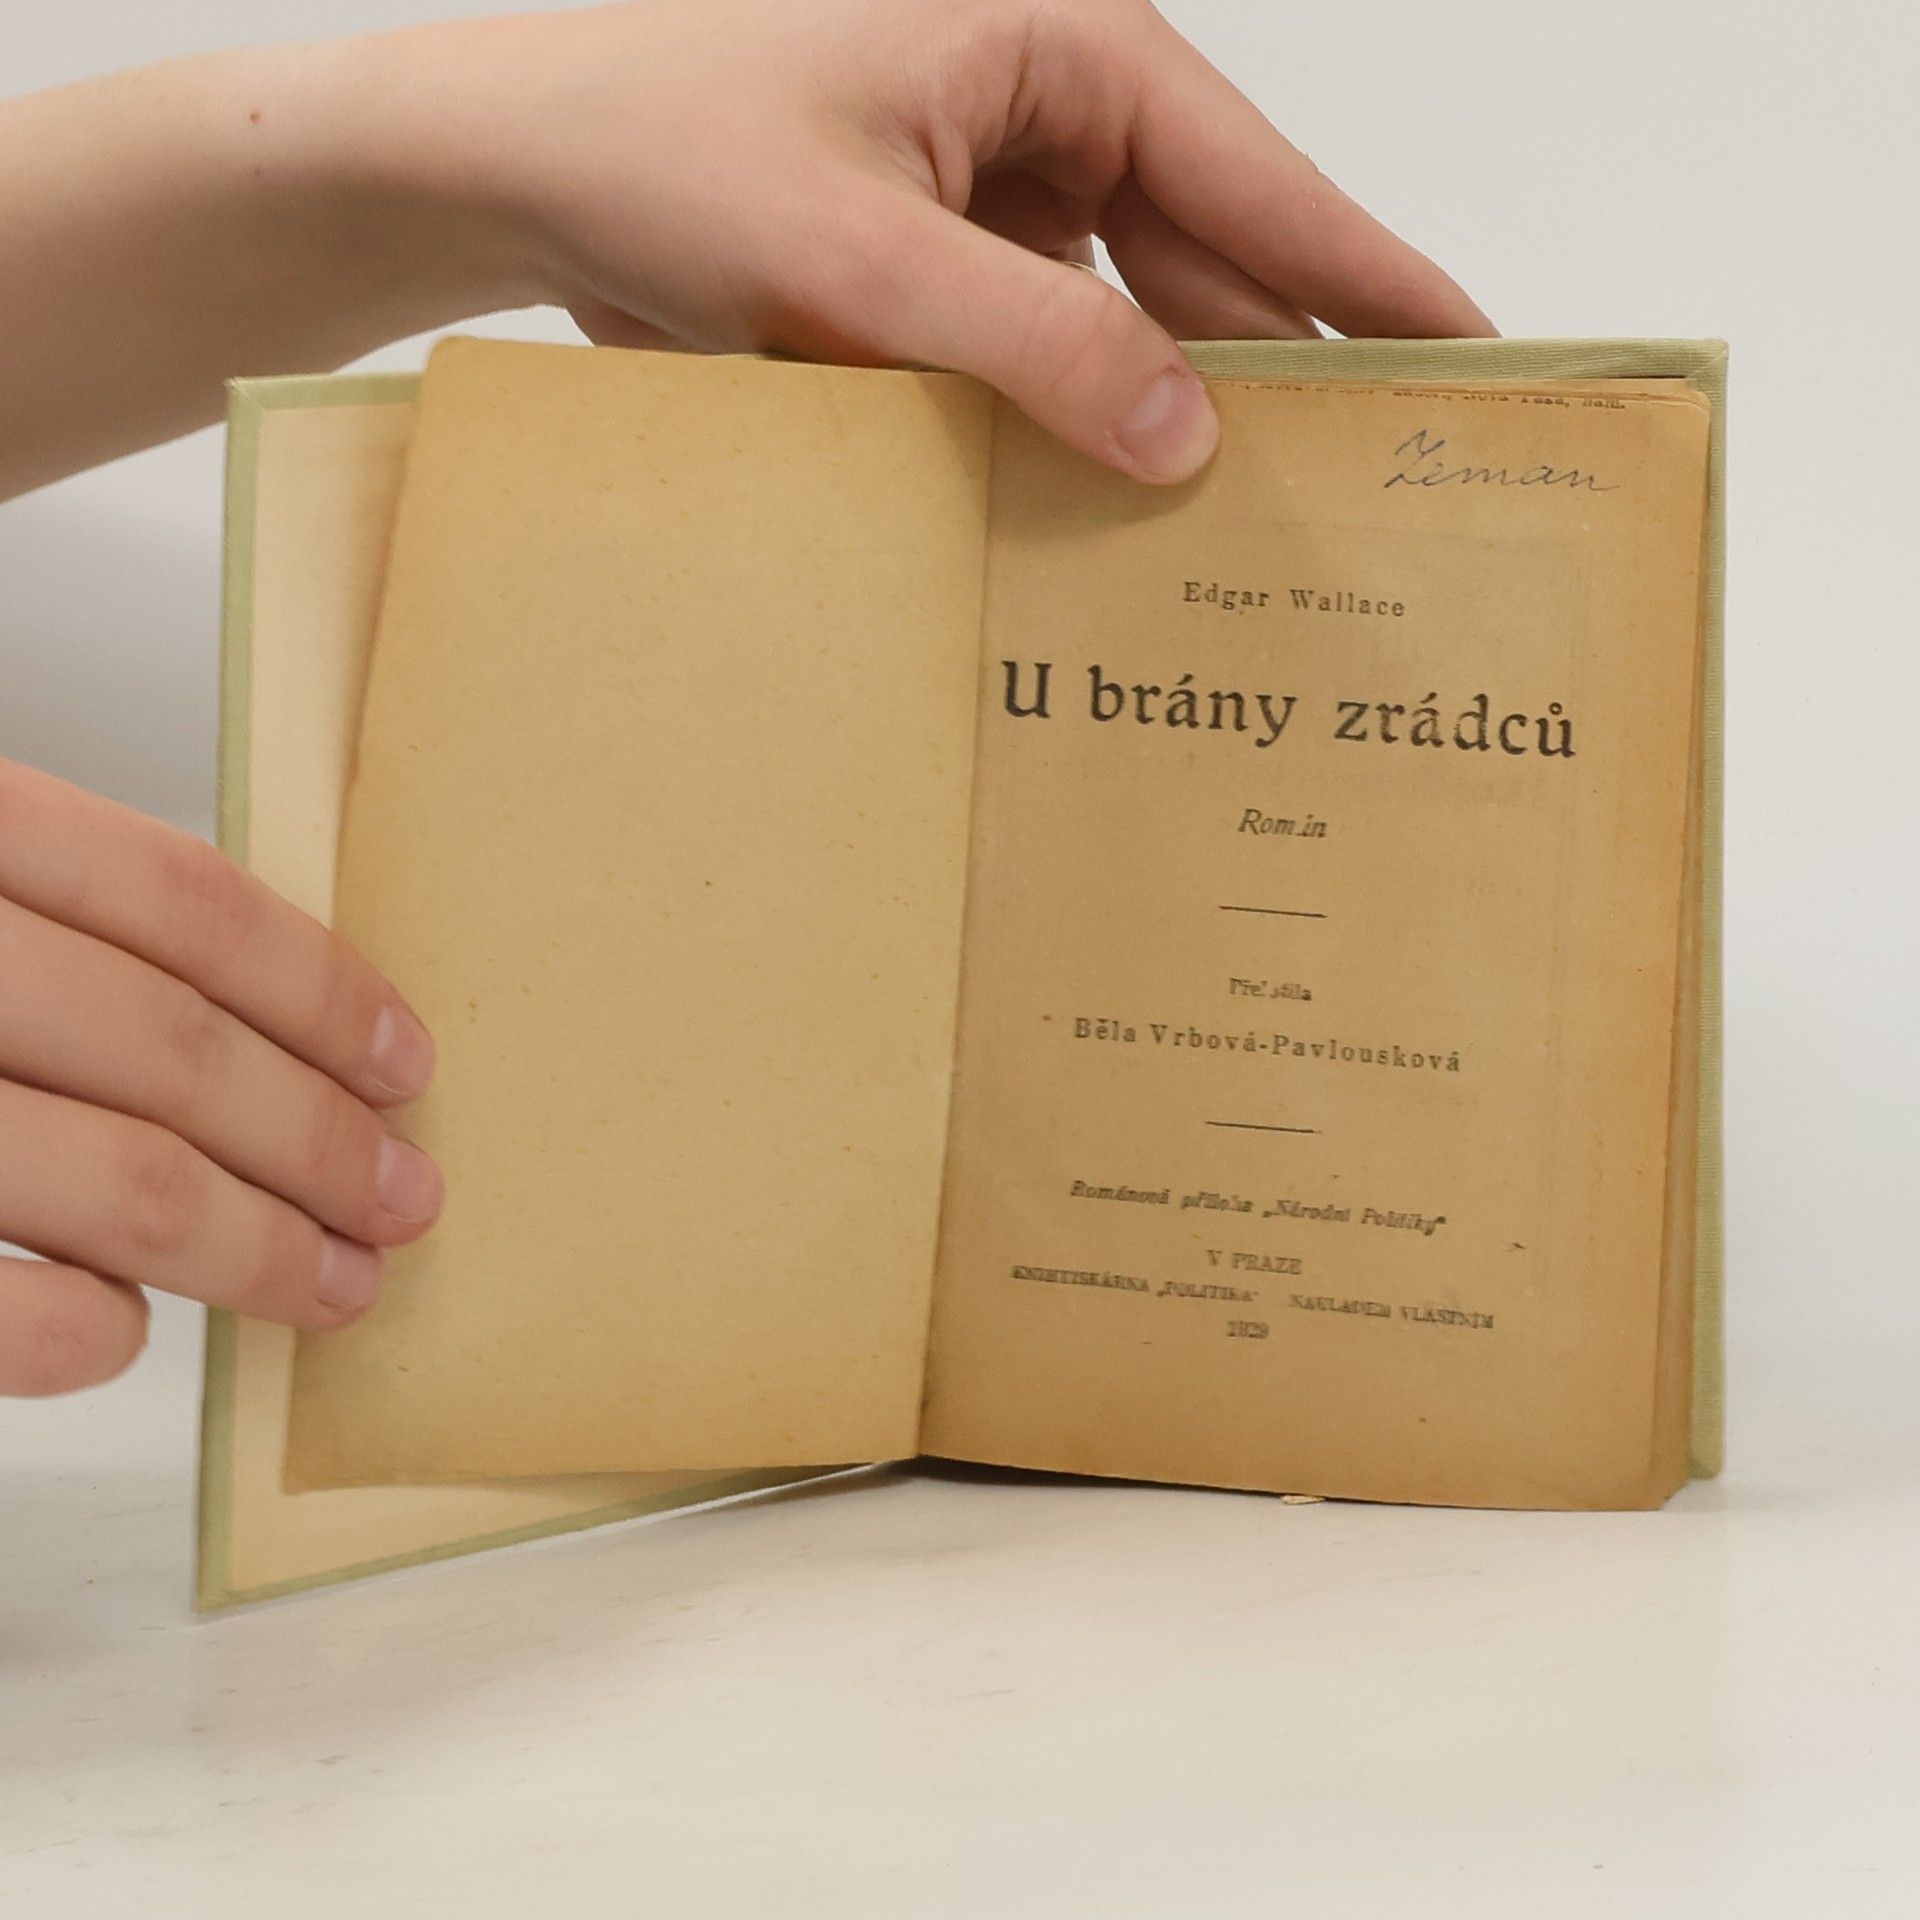 Zeman
Edgar Wallace
U brány zrádců
Román
Přeložila
Běla Vrbová-Pavlousková
Románová příloha „Národní Politiky"
V PRAZE
KNIHTISKÁRNA „POLITIKA" NÁKLADEM VLASTNÍM
1929